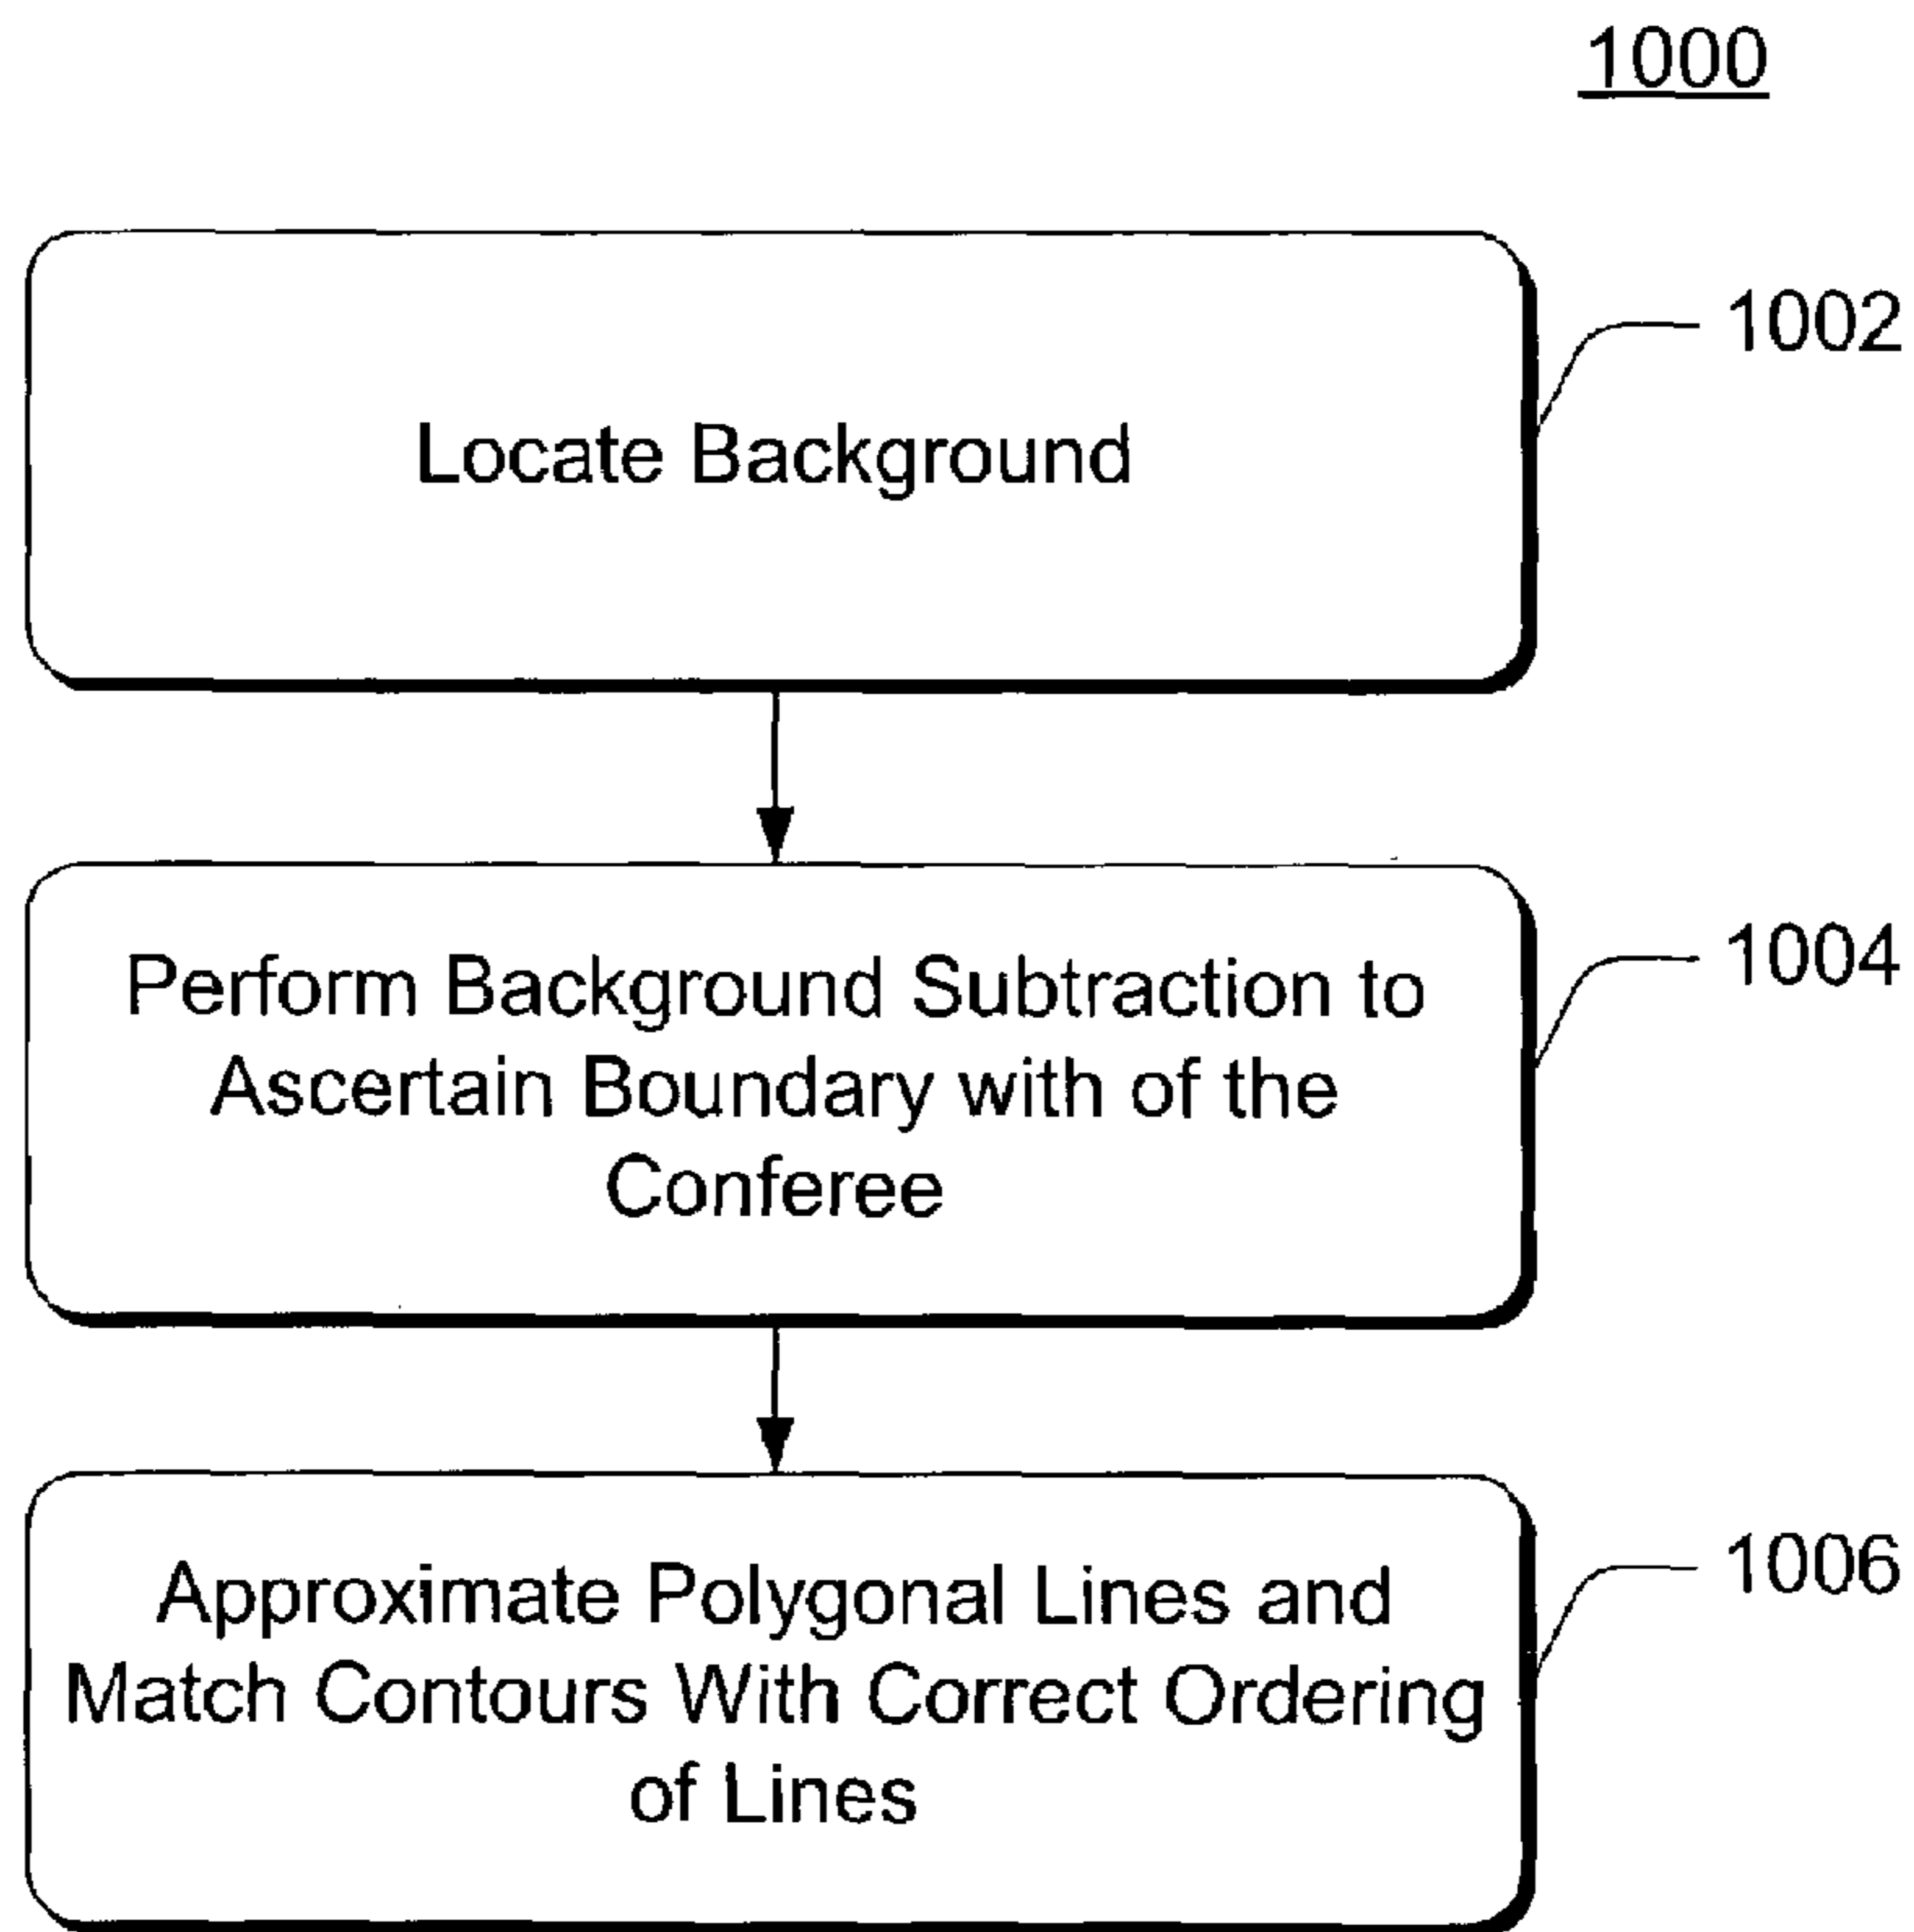 1000
Locate Background
1002
Perform Background Subtraction to
Ascertain Boundary with of the
Conferee
1004
Approximate Polygonal Lines and
Match Contours With Correct Ordering
of Lines
1006